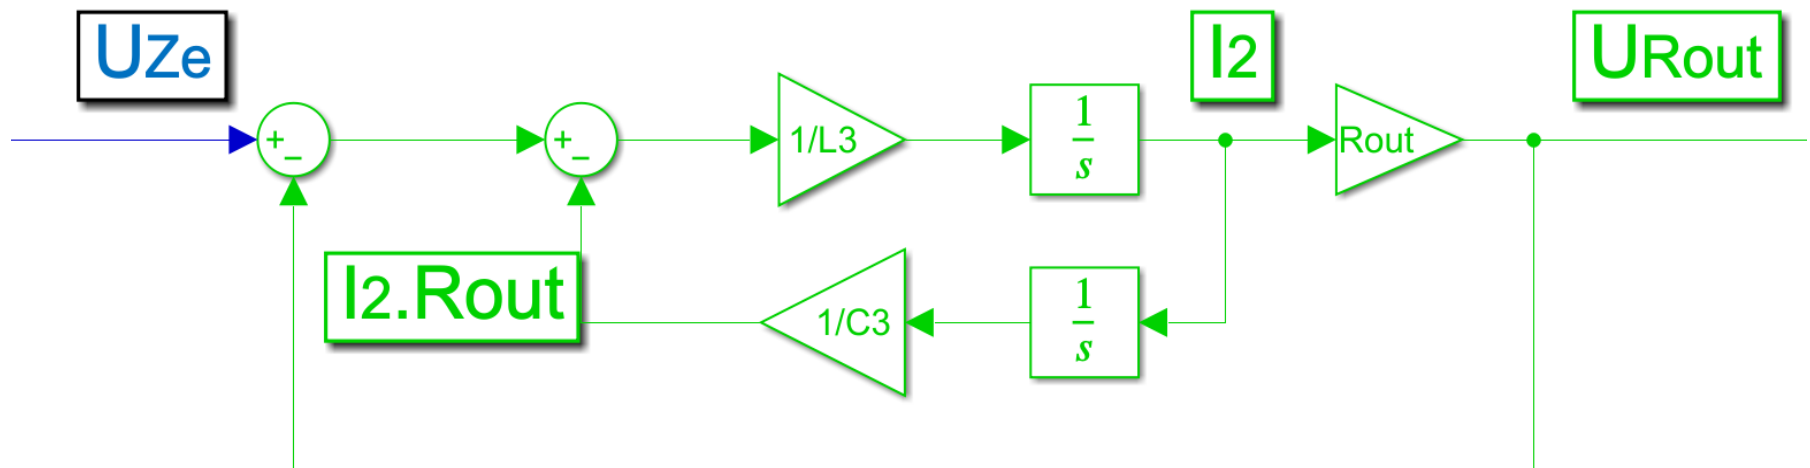 UZe
I2
URout
+
−
+
−
1/L3
1
s
Rout
I2.Rout
1/C3
1
s